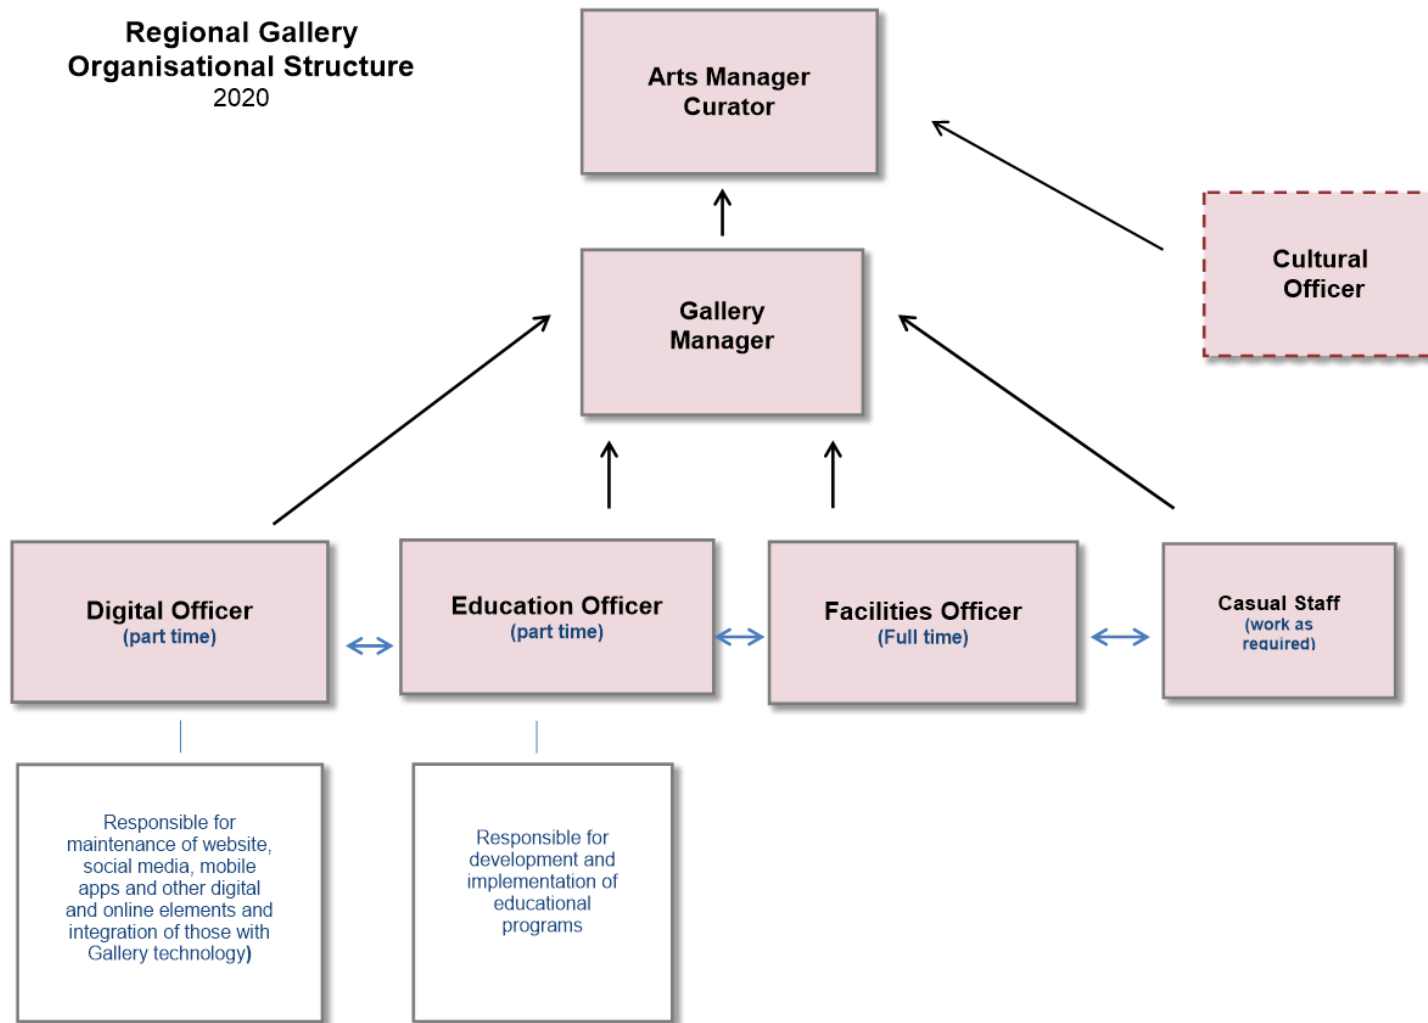 Regional Gallery
Organisational Structure
2020
Arts Manager
Curator
Cultural
Officer
Gallery
Manager
Digital Officer
(part time)
Education Officer
(part time)
Facilities Officer
(Full time)
Casual Staff
(work as
required)
Responsible for
maintenance of website,
social media, mobile
apps and other digital
and online elements and
integration of those with
Gallery technology)
Responsible for
development and
implementation of
educational
programs